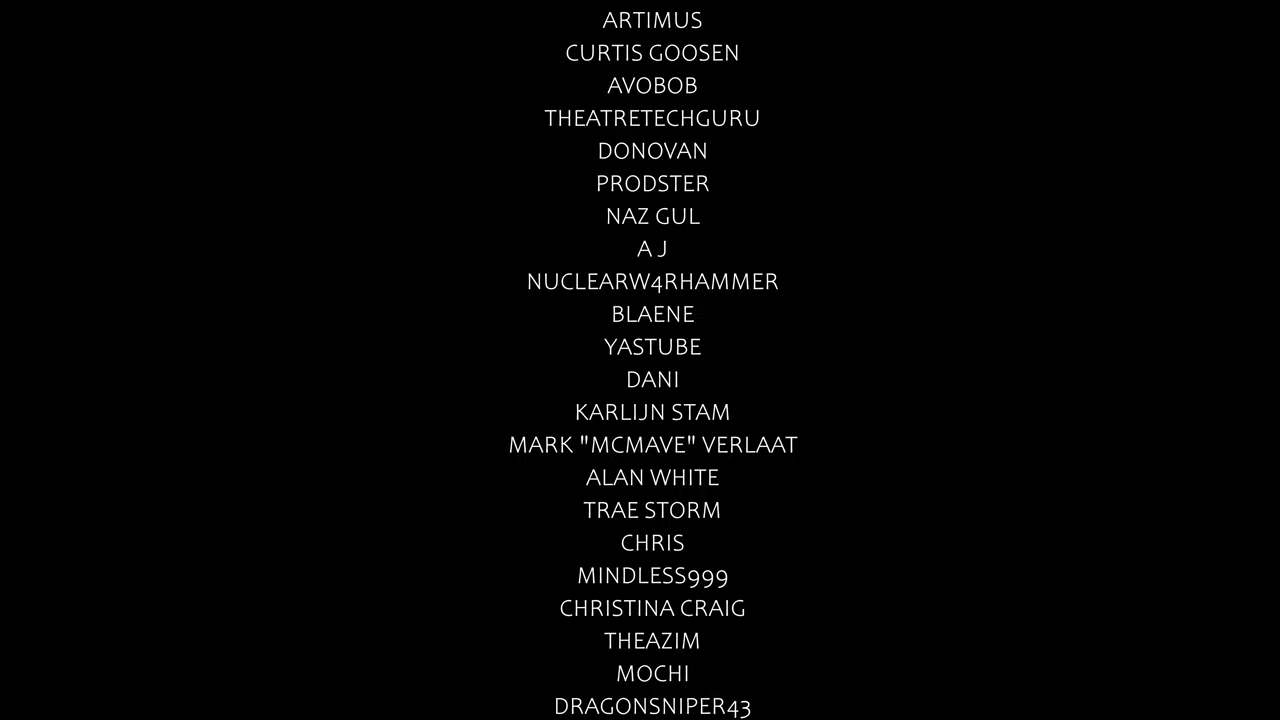 ARTIMUS
CURTIS GOOSEN
AVOBOB
THEATRETECHGURU
DONOVAN
PRODSTER
NAZ GUL
A J
NUCLEARW4RHAMMER
BLAENE
YASTUBE
DANI
KARLIJN STAM
MARK "MCMAVE" VERLAAT
ALAN WHITE
TRAE STORM
CHRIS
MINDLESS999
CHRISTINA CRAIG
THEAZIM
MOCHI
DRAGONSNIPER43